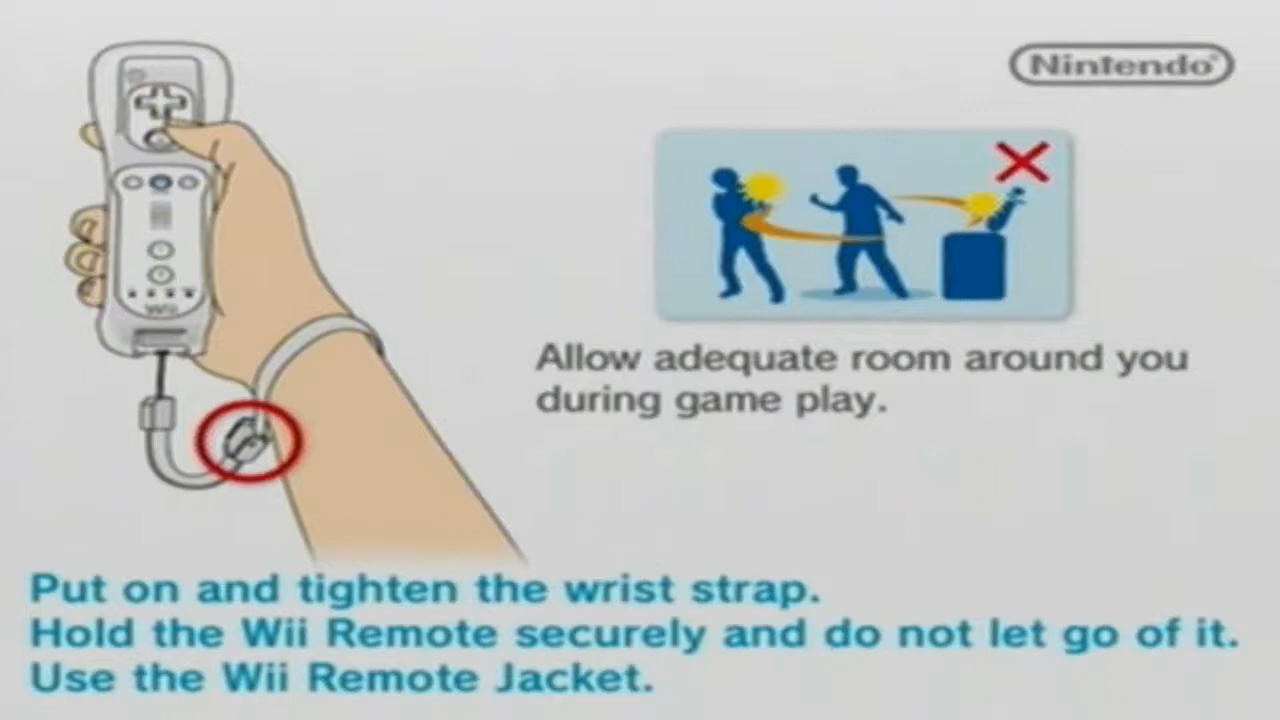 Nintendo
Wii
Allow adequate room around you
during game play.
Put on and tighten the wrist strap.
Hold the Wii Remote securely and do not let go of it.
Use the Wii Remote Jacket.